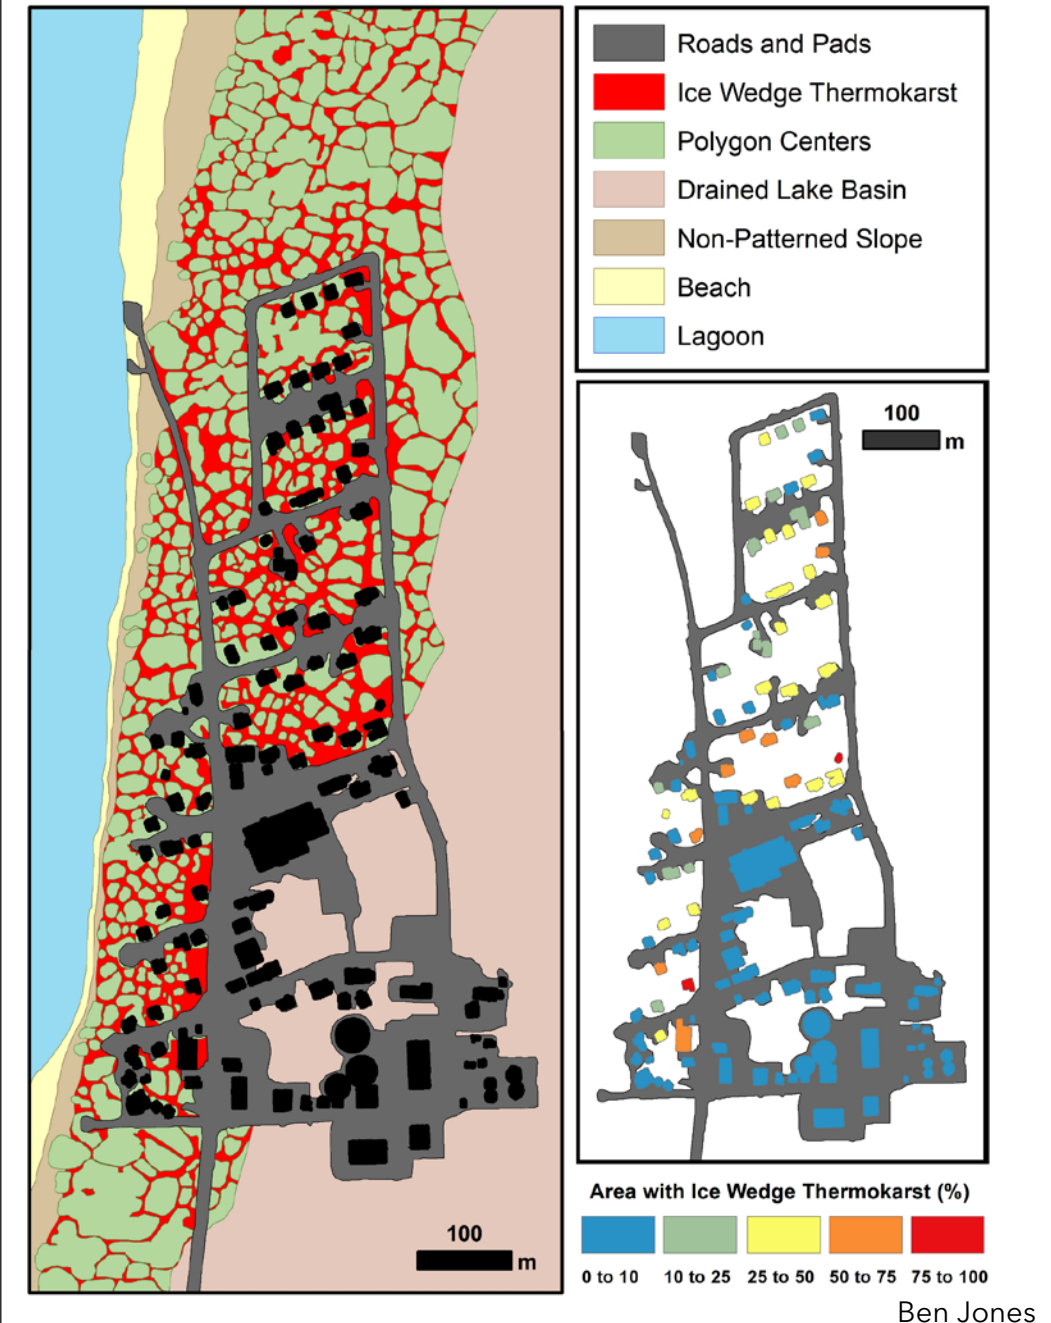 Roads and Pads
Ice Wedge Thermokarst
Polygon Centers
Drained Lake Basin
Non-Patterned Slope
Beach
Lagoon
100
m
100
m
Area with Ice Wedge Thermokarst (%)
0 to 10 10 to 25 25 to 50 50 to 75 75 to 100
Ben Jones